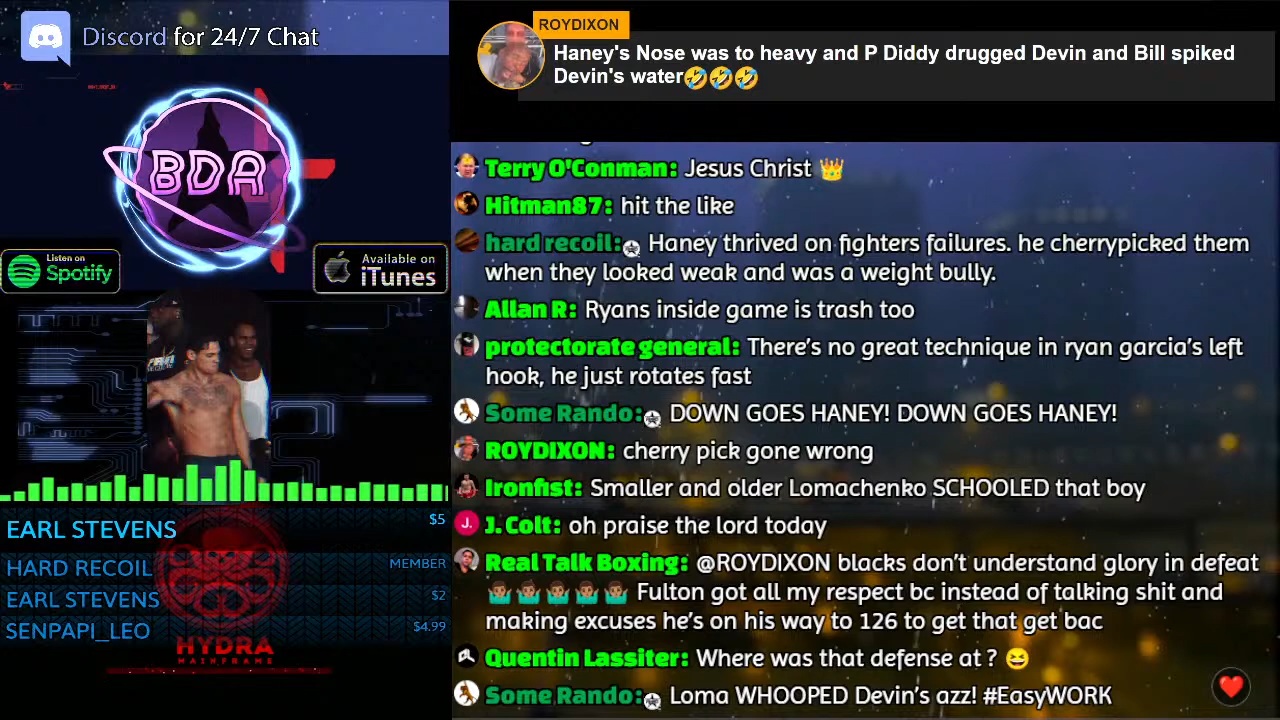 Discord for 24/7 Chat
BDA
Listen on
Spotify
Available on
iTunes
EARL STEVENS $5
HARD RECOIL MEMBER
EARL STEVENS $2
SENPAPI_LEO $4.99
HYDRA
MAINFRAME
ROYDIXON
Haney's Nose was to heavy and P Diddy drugged Devin and Bill spiked
Devin's water🤣🤣🤣
Terry O'Conman: Jesus Christ 👑
Hitman87: hit the like
hard recoil: Haney thrived on fighters failures. he cherrypicked them
when they looked weak and was a weight bully.
Allan R: Ryans inside game is trash too
protectorate general: There's no great technique in ryan garcia's left
hook, he just rotates fast
Some Rando: DOWN GOES HANEY! DOWN GOES HANEY!
ROYDIXON: cherry pick gone wrong
Ironfist: Smaller and older Lomachenko SCHOOLED that boy
J. J. Colt: oh praise the lord today
Real Talk Boxing: @ROYDIXON blacks don't understand glory in defeat
🤷🏽‍♂️🤷🏽‍♂️🤷🏽‍♂️🤷🏽‍♂️🤷🏽‍♂️ Fulton got all my respect bc instead of talking shit and
making excuses he's on his way to 126 to get that get bac
Quentin Lassiter: Where was that defense at ? 😆
Some Rando: Loma WHOOPED Devin's azz! #EasyWORK